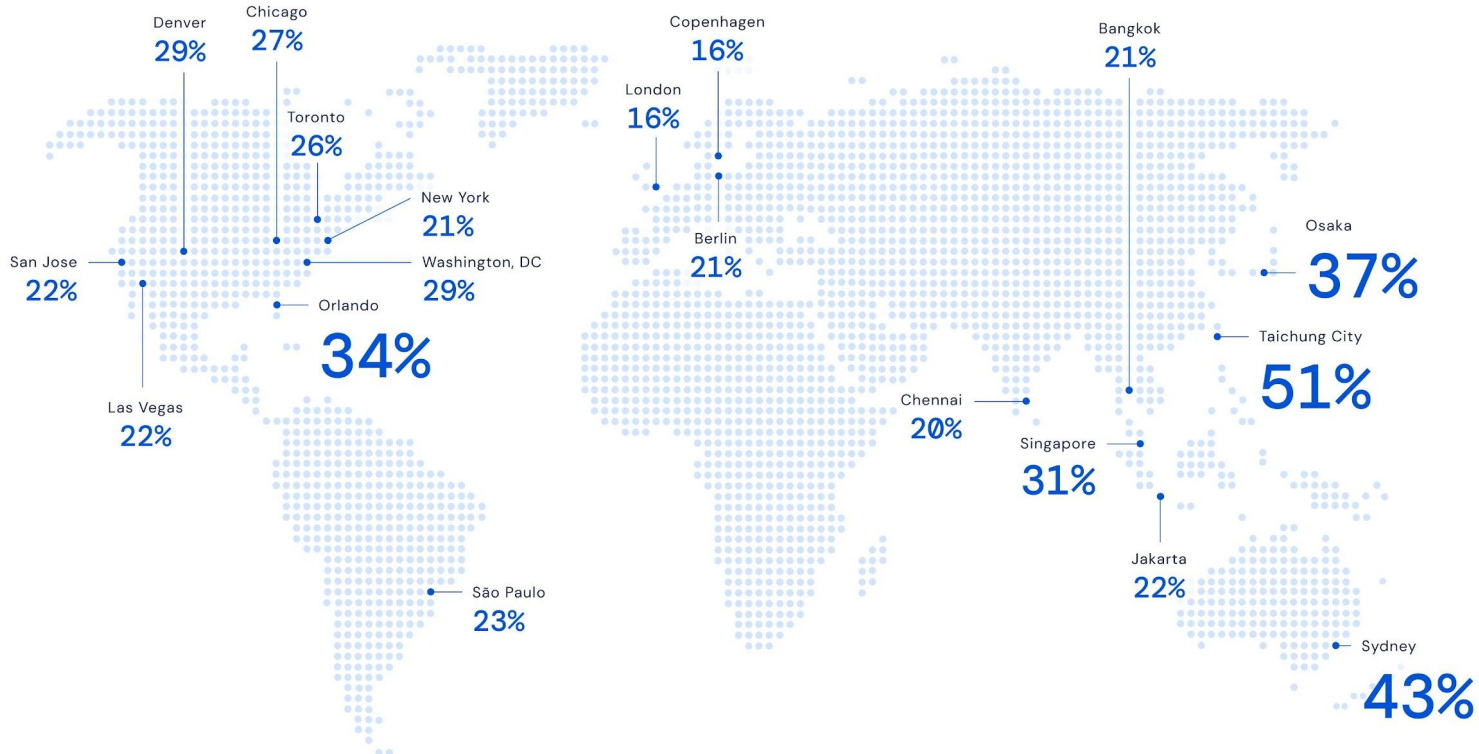 Denver
29%
Chicago
27%
Toronto
26%
New York
21%
San Jose
22%
Washington, DC
29%
Orlando
34%
Las Vegas
22%
São Paulo
23%
Copenhagen
16%
London
16%
Berlin
21%
Bangkok
21%
Osaka
37%
Taichung City
51%
Chennai
20%
Singapore
31%
Jakarta
22%
Sydney
43%